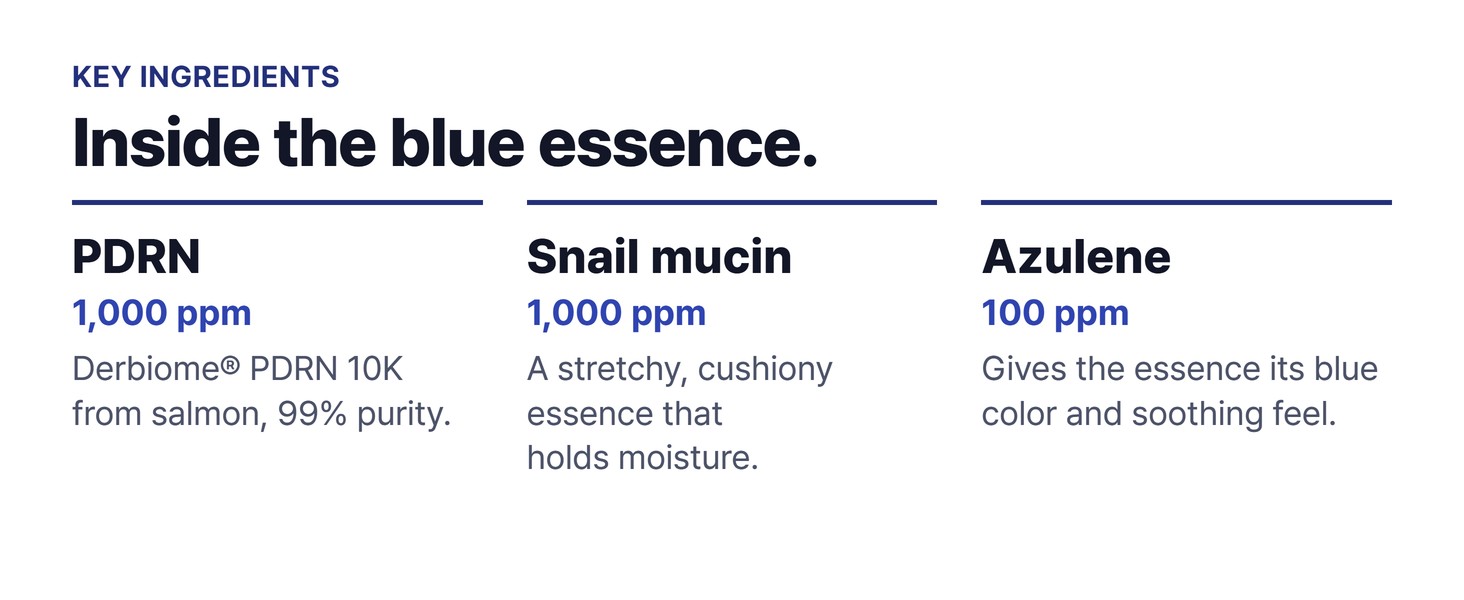 KEY INGREDIENTS
Inside the blue essence.
PDRN
1,000 ppm
Derbiome® PDRN 10K
from salmon, 99% purity.
Snail mucin
1,000 ppm
A stretchy, cushiony
essence that
holds moisture.
Azulene
100 ppm
Gives the essence its blue
color and soothing feel.